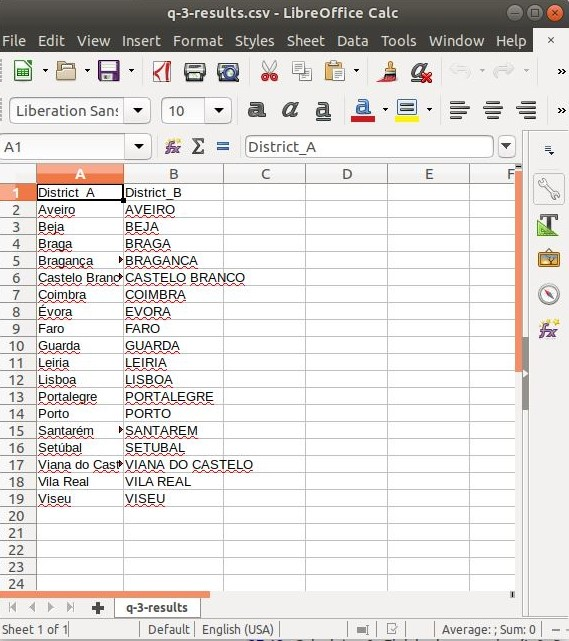 q-3-results.csv - LibreOffice Calc
File Edit View Insert Format Styles Sheet Data Tools Window Help
Liberation Sans 10 a a a a
A1 fx Σ = District_A
A B C D E F
1 District_A District_B
2 Aveiro AVEIRO
3 Beja BEJA
4 Braga BRAGA
5 Bragança BRAGANCA
6 Castelo Branc CASTELO BRANCO
7 Coimbra COIMBRA
8 Évora EVORA
9 Faro FARO
10 Guarda GUARDA
11 Leiria LEIRIA
12 Lisboa LISBOA
13 Portalegre PORTALEGRE
14 Porto PORTO
15 Santarém SANTAREM
16 Setúbal SETUBAL
17 Viana do Cast VIANA DO CASTELO
18 Vila Real VILA REAL
19 Viseu VISEU
20
21
22
23
24
q-3-results
Sheet 1 of 1 Default English (USA) Average: ; Sum: 0